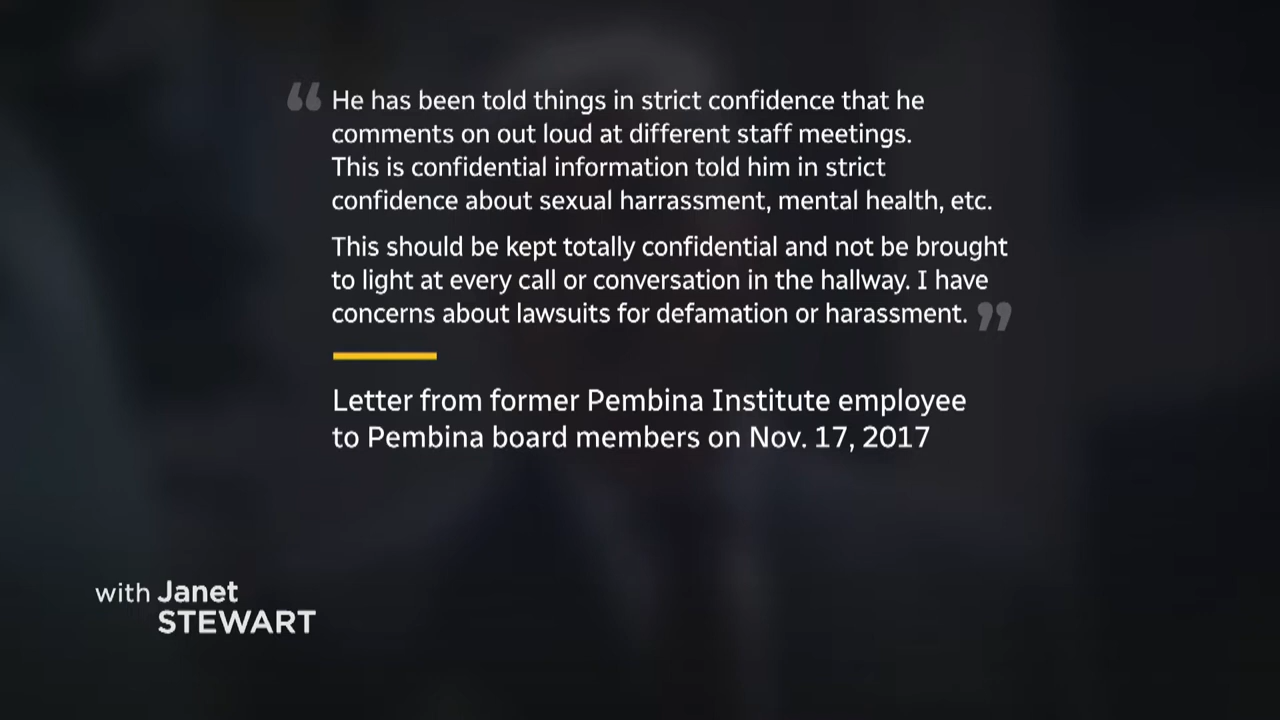 “ He has been told things in strict confidence that he
comments on out loud at different staff meetings.
This is confidential information told him in strict
confidence about sexual harrassment, mental health, etc.
This should be kept totally confidential and not be brought
to light at every call or conversation in the hallway. I have
concerns about lawsuits for defamation or harassment. ”
Letter from former Pembina Institute employee
to Pembina board members on Nov. 17, 2017
with Janet
STEWART